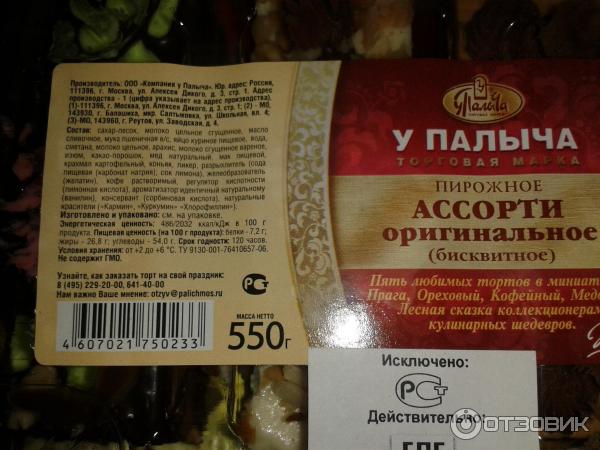 Производитель: ООО «Компания у Палыча». Юр. адрес: Россия,
111396, г. Москва, ул. Алексея Дикого, д. 3, стр. 1. Адрес
производства - 1 (цифра указывает на адрес производства):
(1)-111396, г. Москва, ул. Алексея Дикого, д. 3, стр. 1; (2) - МО,
143930, г. Балашиха, мкр. Салтыковка, ул. Школьная, вл. 4;
(3)- МО, 143960, г. Реутов, ул. Заводская, д. 4.
Состав: сахар-песок, молоко цельное сгущенное, масло
сливочное, мука пшеничная в/с, яйцо куриное пищевое, вода,
сметана, молоко цельное, арахис, молоко сгущенное вареное,
изюм, какао-порошок, мед натуральный, мак пищевой,
крахмал картофельный, коньяк, ликер, разрыхлитель (сода
пищевая (карбонат натрия), сок лимона), желеобразователь
(желатин), кофе растворимый, регулятор кислотности
(лимонная кислота), ароматизатор идентичный натуральному
(ванилин), консервант (сорбиновая кислота), натуральные
красители («Кармин», «Куркумин» «Хлорофиллин»).
Изготовлено и упаковано: см. на упаковке.
Энергетическая ценность: 486/2032 ккал/кДж в 100 г
продукта. Пищевая ценность (на 100 г продукта): белки - 7,2 г;
жиры - 26,8 г; углеводы - 54,0 г. Срок годности: 120 часов.
Условия хранения: от +2 до +6 °С. ТУ 9130-001-76410657-06.
Не содержит ГМО.
Узнайте, как заказать торт на свой праздник:
8 (495) 229-20-00, 641-40-00
Нам важно Ваше мнение: otzyv@palichmos.ru
4 607021 750233
МАССА НЕТТО
550г
У Палыча
У ПАЛЫЧА
ТОРГОВАЯ МАРКА
ПИРОЖНОЕ
АССОРТИ
оригинальное
(бисквитное)
Пять любимых тортов в миниат
Прага, Ореховый, Кофейный, Медо
Лесная сказка коллекционерам
кулинарных шедевров.
Исключено:
РСТ
Действительно:
ОТЗОВИК